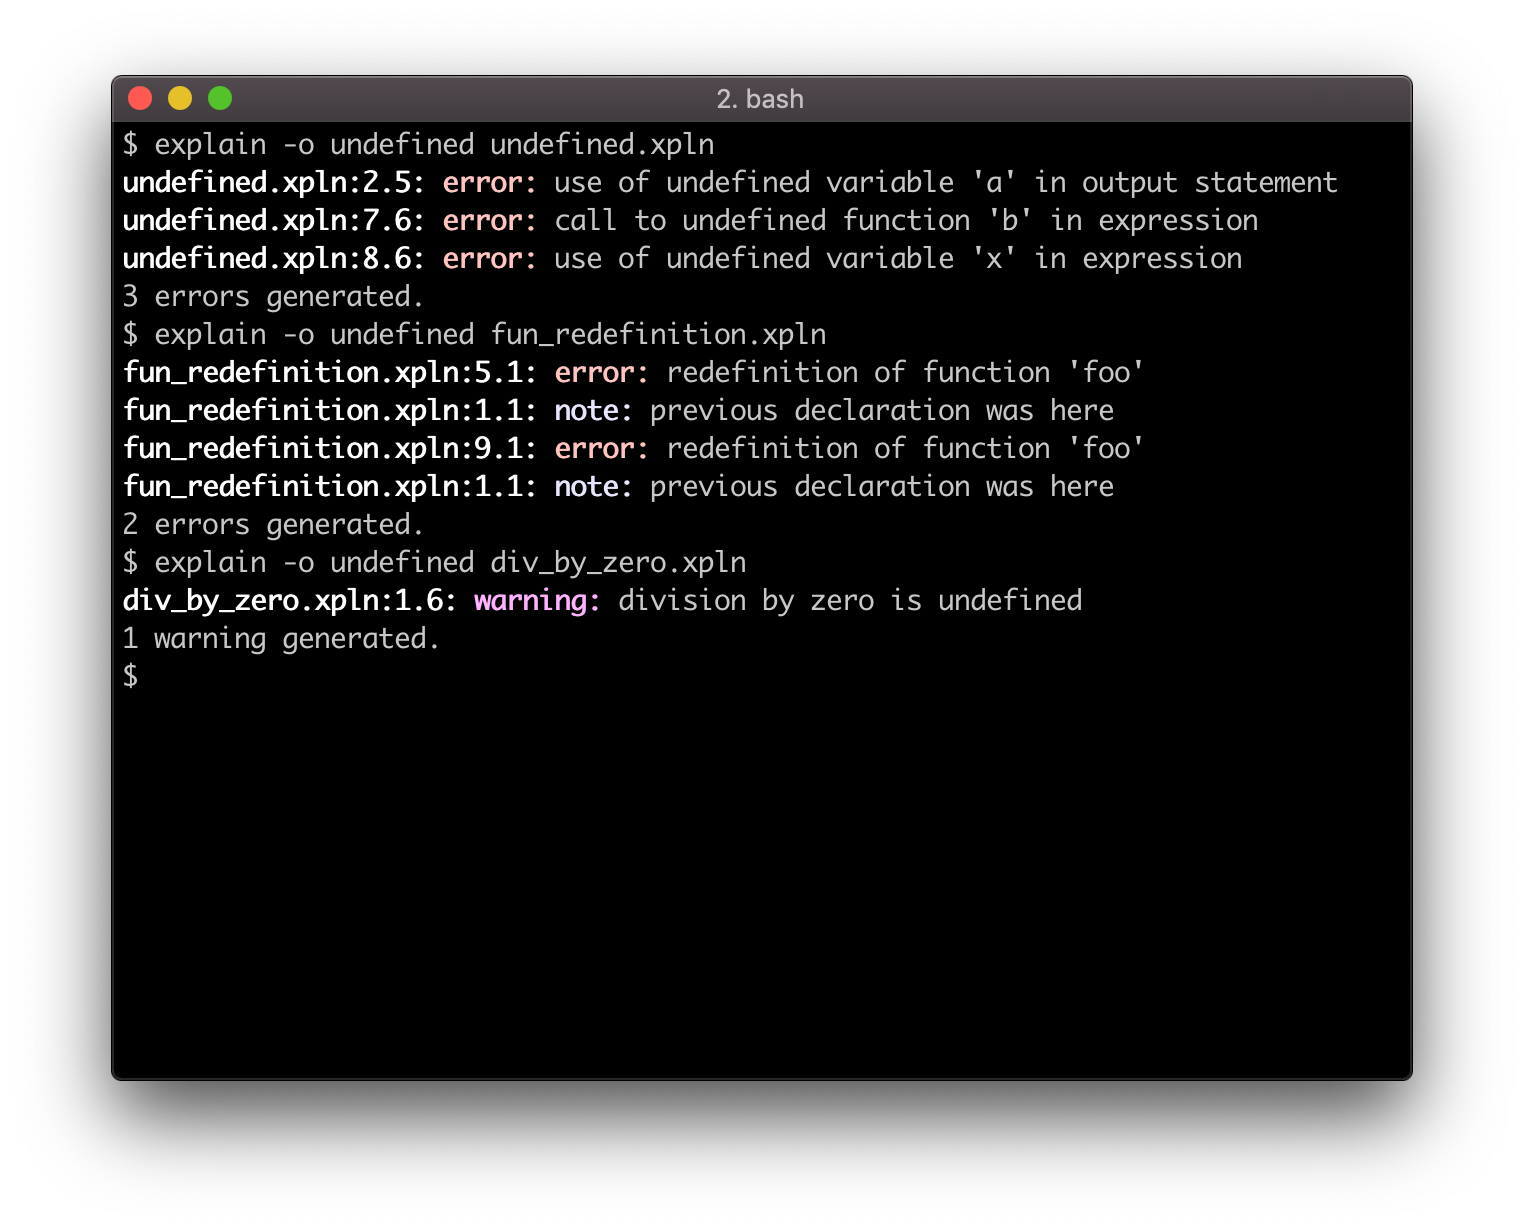 2. bash
$ explain -o undefined undefined.xpln
undefined.xpln:2.5: error: use of undefined variable 'a' in output statement
undefined.xpln:7.6: error: call to undefined function 'b' in expression
undefined.xpln:8.6: error: use of undefined variable 'x' in expression
3 errors generated.
$ explain -o undefined fun_redefinition.xpln
fun_redefinition.xpln:5.1: error: redefinition of function 'foo'
fun_redefinition.xpln:1.1: note: previous declaration was here
fun_redefinition.xpln:9.1: error: redefinition of function 'foo'
fun_redefinition.xpln:1.1: note: previous declaration was here
2 errors generated.
$ explain -o undefined div_by_zero.xpln
div_by_zero.xpln:1.6: warning: division by zero is undefined
1 warning generated.
$